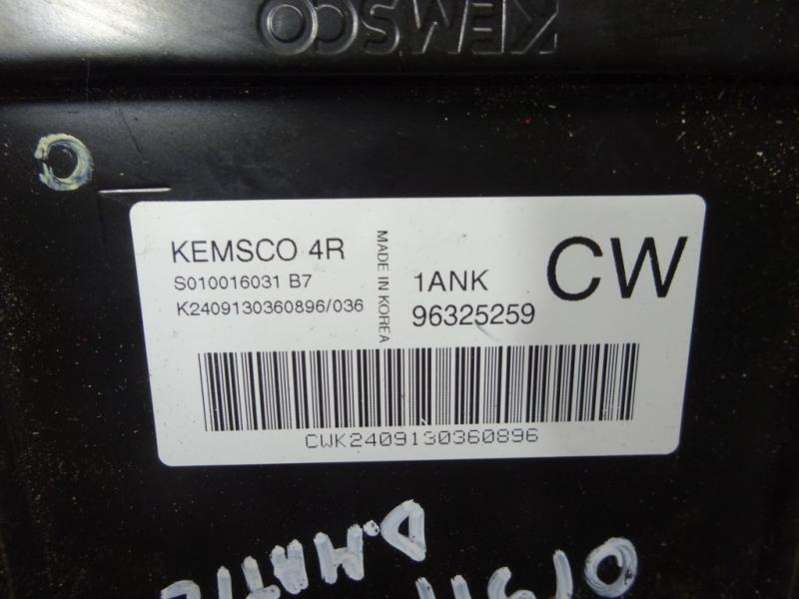 KEMSCO
KEMSCO 4R
S010016031 B7
K2409130360896/036
MADE IN KOREA
1ANK
96325259
CW
CWK2409130360896